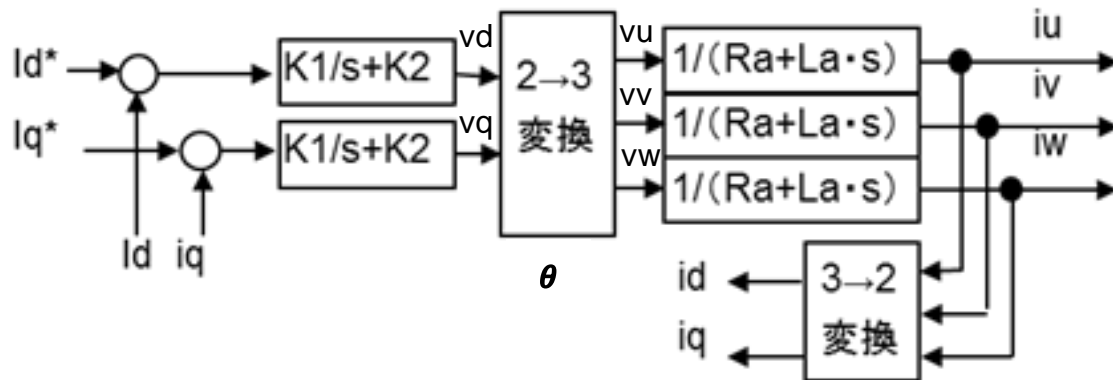 Id*
Iq*
K1/s+K2
K1/s+K2
Id
iq
vd
vq
2→3
変換
θ
vu
vv
vw
1/(Ra+La・s)
1/(Ra+La・s)
1/(Ra+La・s)
iu
iv
iw
id
iq
3→2
変換